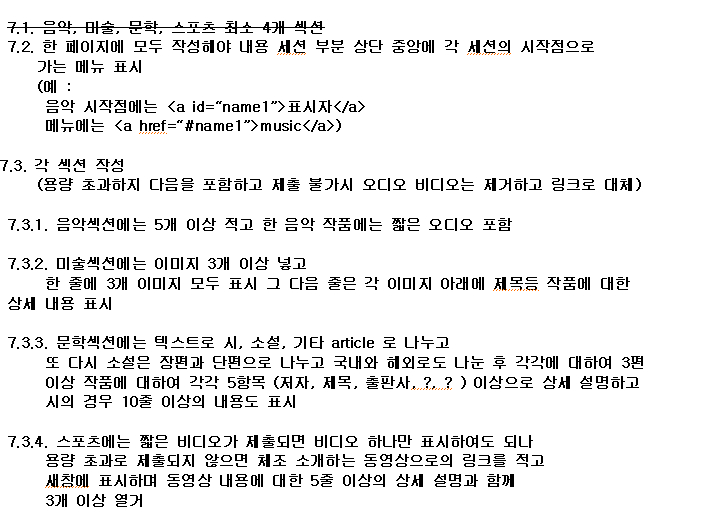 7.1. 음악, 미술, 문학, 스포츠 최소 4개 섹션
7.2. 한 페이지에 모두 작성해야 내용 세션 부분 상단 중앙에 각 세션의 시작점으로
가는 메뉴 표시
(예 :
음악 시작점에는 <a id="name1">표시자</a>
메뉴에는 <a href="#name1">music</a>)
7.3. 각 섹션 작성
(용량 초과하지 다음을 포함하고 제출 불가시 오디오 비디오는 제거하고 링크로 대체)
7.3.1. 음악섹션에는 5개 이상 적고 한 음악 작품에는 짧은 오디오 포함
7.3.2. 미술섹션에는 이미지 3개 이상 넣고
한 줄에 3개 이미지 모두 표시 그 다음 줄은 각 이미지 아래에 제목등 작품에 대한
상세 내용 표시
7.3.3. 문학섹션에는 텍스트로 시, 소설, 기타 article 로 나누고
또 다시 소설은 장편과 단편으로 나누고 국내와 해외로도 나눈 후 각각에 대하여 3편
이상 작품에 대하여 각각 5항목 (저자, 제목, 출판사, ?, ? ) 이상으로 상세 설명하고
시의 경우 10줄 이상의 내용도 표시
7.3.4. 스포츠에는 짧은 비디오가 제출되면 비디오 하나만 표시하여도 되나
용량 초과로 제출되지 않으면 체조 소개하는 동영상으로의 링크를 적고
새창에 표시하며 동영상 내용에 대한 5줄 이상의 상세 설명과 함께
3개 이상 열거